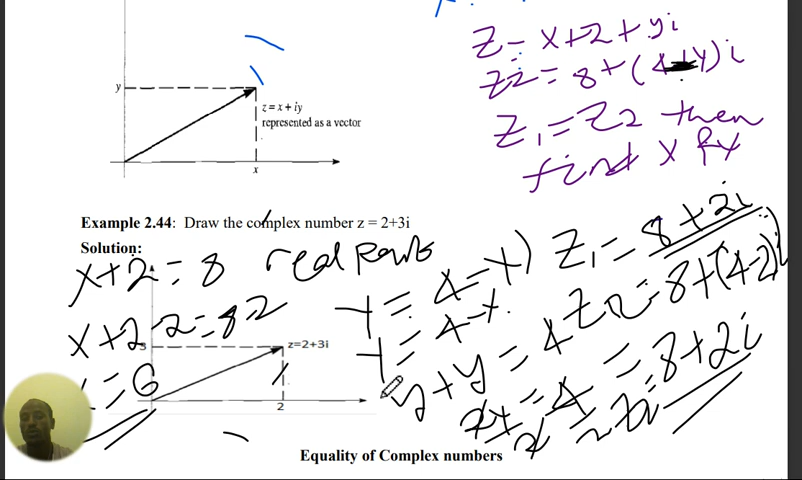 y
z = x + iy
represented as a vector
x
Z = x+2+yi
Z2 = 8+(4-y)i
Z1 = Z2 then
find x & y
Example 2.44: Draw the complex number z = 2+3i
Solution:
x+2 = 8 real part
x+2-2=8-2
= 6
z=2+3i
2
y = 4-y
y = 4-y
y+y = 4
2y = 4
Z1 = 8+2i
Z2 = 8+(4-2)i
= 8+2i
Equality of Complex numbers